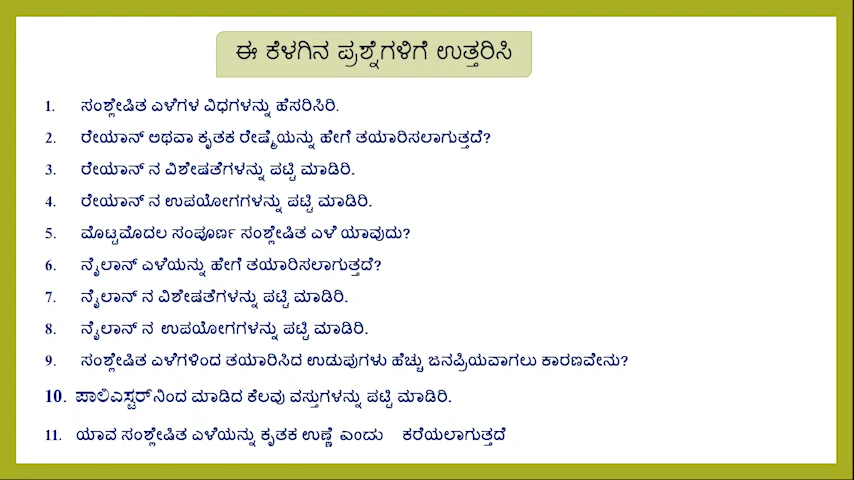 ಈ ಕೆಳಗಿನ ಪ್ರಶ್ನೆಗಳಿಗೆ ಉತ್ತರಿಸಿ
1. ಸಂಶ್ಲೇಷಿತ ಎಳೆಗಳ ವಿಧಗಳನ್ನು ಹೆಸರಿಸಿರಿ.
2. ರೇಯಾನ್ ಅಥವಾ ಕೃತಕ ರೇಷ್ಮೆಯನ್ನು ಹೇಗೆ ತಯಾರಿಸಲಾಗುತ್ತದೆ?
3. ರೇಯಾನ್ ನ ವಿಶೇಷತೆಗಳನ್ನು ಪಟ್ಟಿ ಮಾಡಿರಿ.
4. ರೇಯಾನ್ ನ ಉಪಯೋಗಗಳನ್ನು ಪಟ್ಟಿ ಮಾಡಿರಿ.
5. ಮೊಟ್ಟಮೊದಲ ಸಂಪೂರ್ಣ ಸಂಶ್ಲೇಷಿತ ಎಳೆ ಯಾವುದು?
6. ನೈಲಾನ್ ಎಳೆಯನ್ನು ಹೇಗೆ ತಯಾರಿಸಲಾಗುತ್ತದೆ?
7. ನೈಲಾನ್ ನ ವಿಶೇಷತೆಗಳನ್ನು ಪಟ್ಟಿ ಮಾಡಿರಿ.
8. ನೈಲಾನ್ ನ ಉಪಯೋಗಗಳನ್ನು ಪಟ್ಟಿ ಮಾಡಿರಿ.
9. ಸಂಶ್ಲೇಷಿತ ಎಳೆಗಳಿಂದ ತಯಾರಿಸಿದ ಉಡುಪುಗಳು ಹೆಚ್ಚು ಜನಪ್ರಿಯವಾಗಲು ಕಾರಣವೇನು?
10. ಪಾಲಿಎಸ್ಟರ್‌ನಿಂದ ಮಾಡಿದ ಕೆಲವು ವಸ್ತುಗಳನ್ನು ಪಟ್ಟಿ ಮಾಡಿರಿ.
11. ಯಾವ ಸಂಶ್ಲೇಷಿತ ಎಳೆಯನ್ನು ಕೃತಕ ಉಣ್ಣೆ ಎಂದು ಕರೆಯಲಾಗುತ್ತದೆ